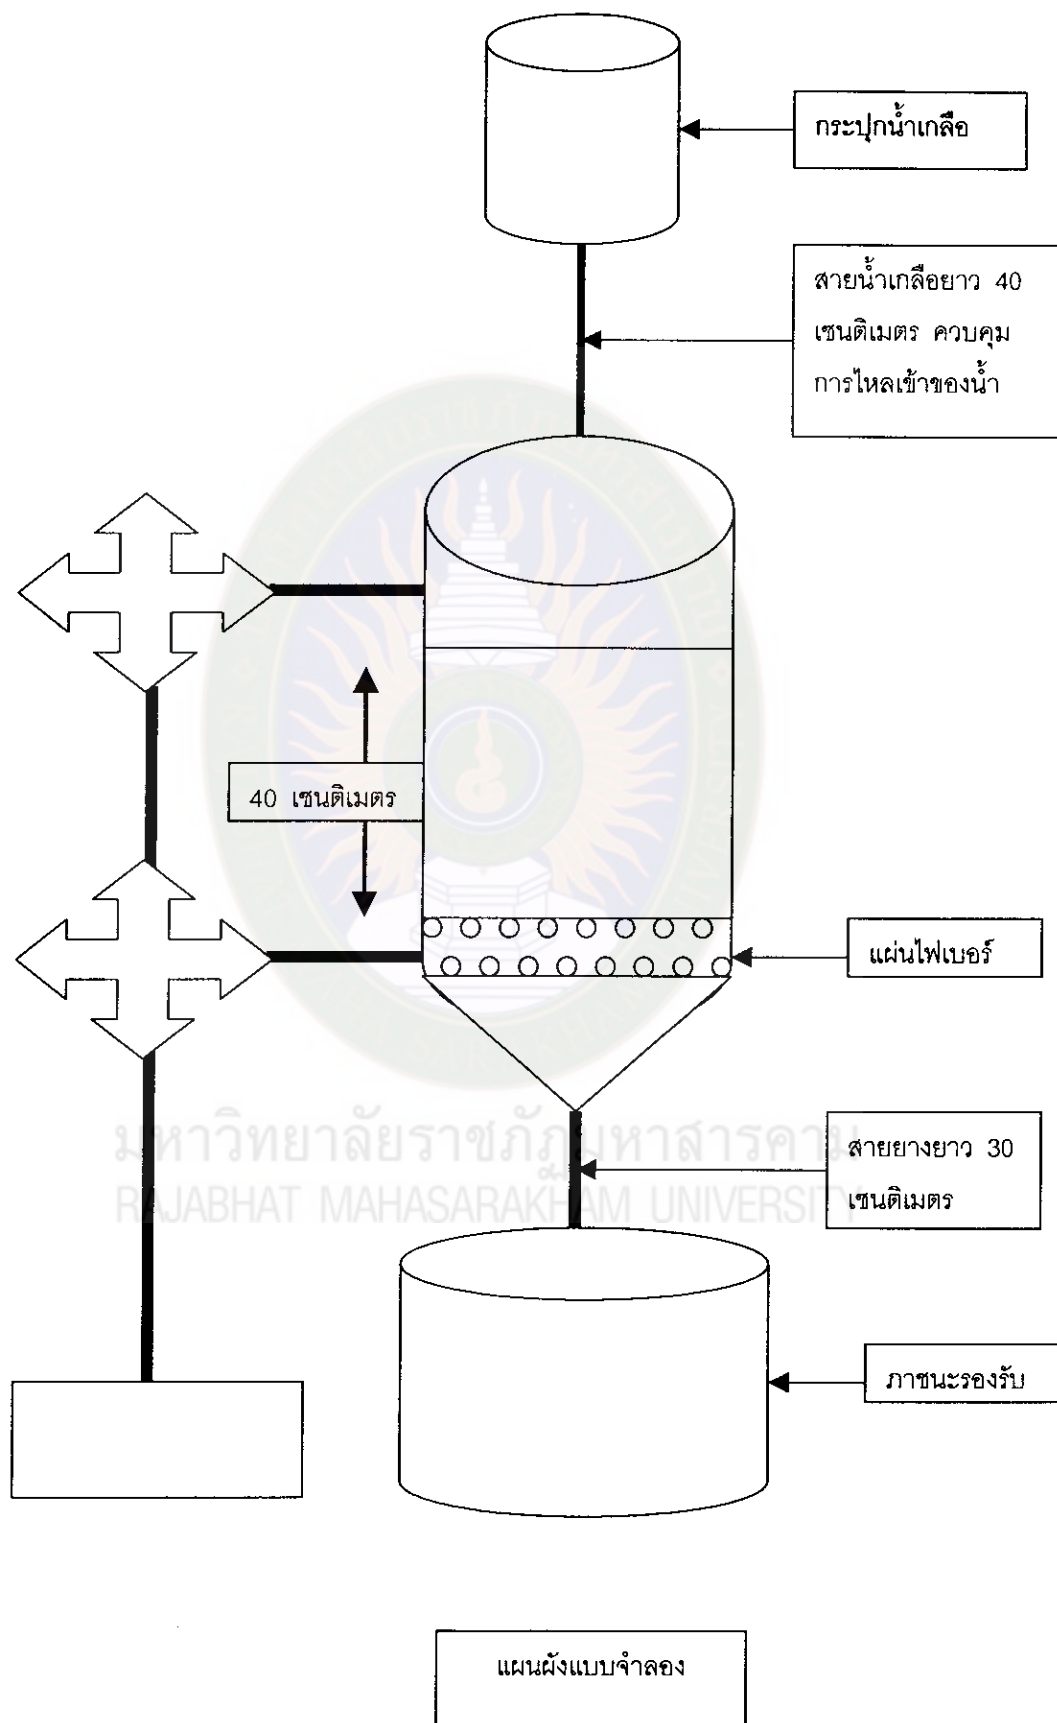 กระปุกน้ำเกลือ
สายน้ำเกลือยาว 40
เซนติเมตร ควบคุม
การไหลเข้าของน้ำ
40 เซนติเมตร
แผ่นไฟเบอร์
มหาวิทยาลัยราชภัฏมหาสารคาม
RAJABHAT MAHASARAKHAM UNIVERSITY
สายยางยาว 30
เซนติเมตร
ภาชนะรองรับ
แผนผังแบบจำลอง